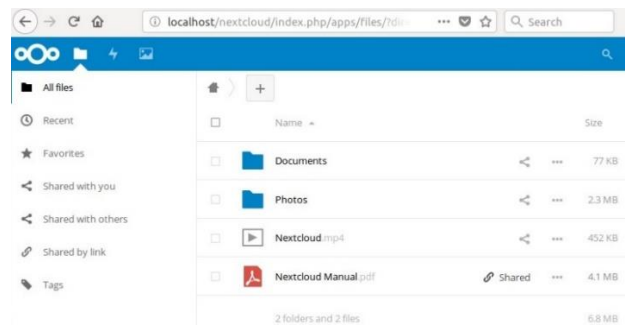 localhost/nextcloud/index.php/apps/files/?dir
Search
All files
Recent
Favorites
Shared with you
Shared with others
Shared by link
Tags
Name Size
Documents 77 KB
Photos 2.3 MB
Nextcloud.mp4 452 KB
Nextcloud Manual.pdf Shared 4.1 MB
2 folders and 2 files 6.8 MB